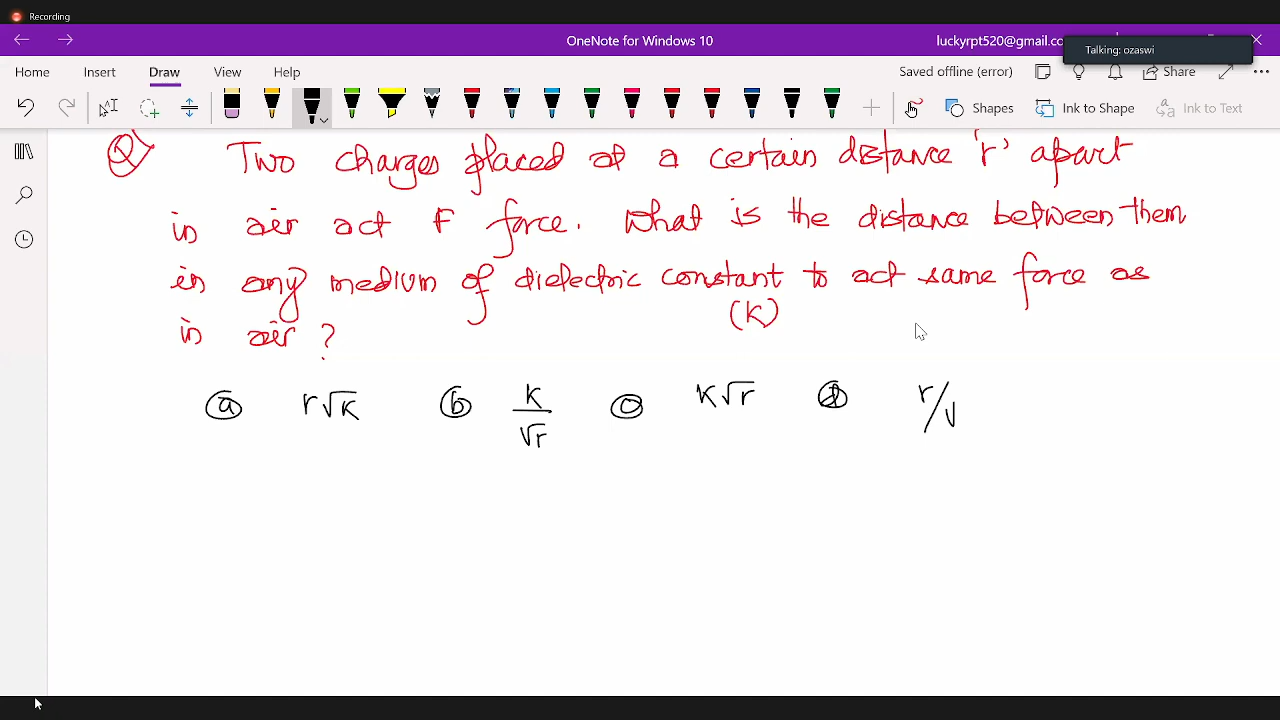 Recording
OneNote for Windows 10
luckyrpt520@gmail.co
Talking: ozaswi
Home Insert Draw View Help
Saved offline (error)
Share
Shapes Ink to Shape Ink to Text
Q Two charges placed at a certain distance 'r' apart
in air act F force. What is the distance between them
in any medium of dielectric constant to act same force as
(K)
in air ?
a r√K b K/√r c K√r d r/√